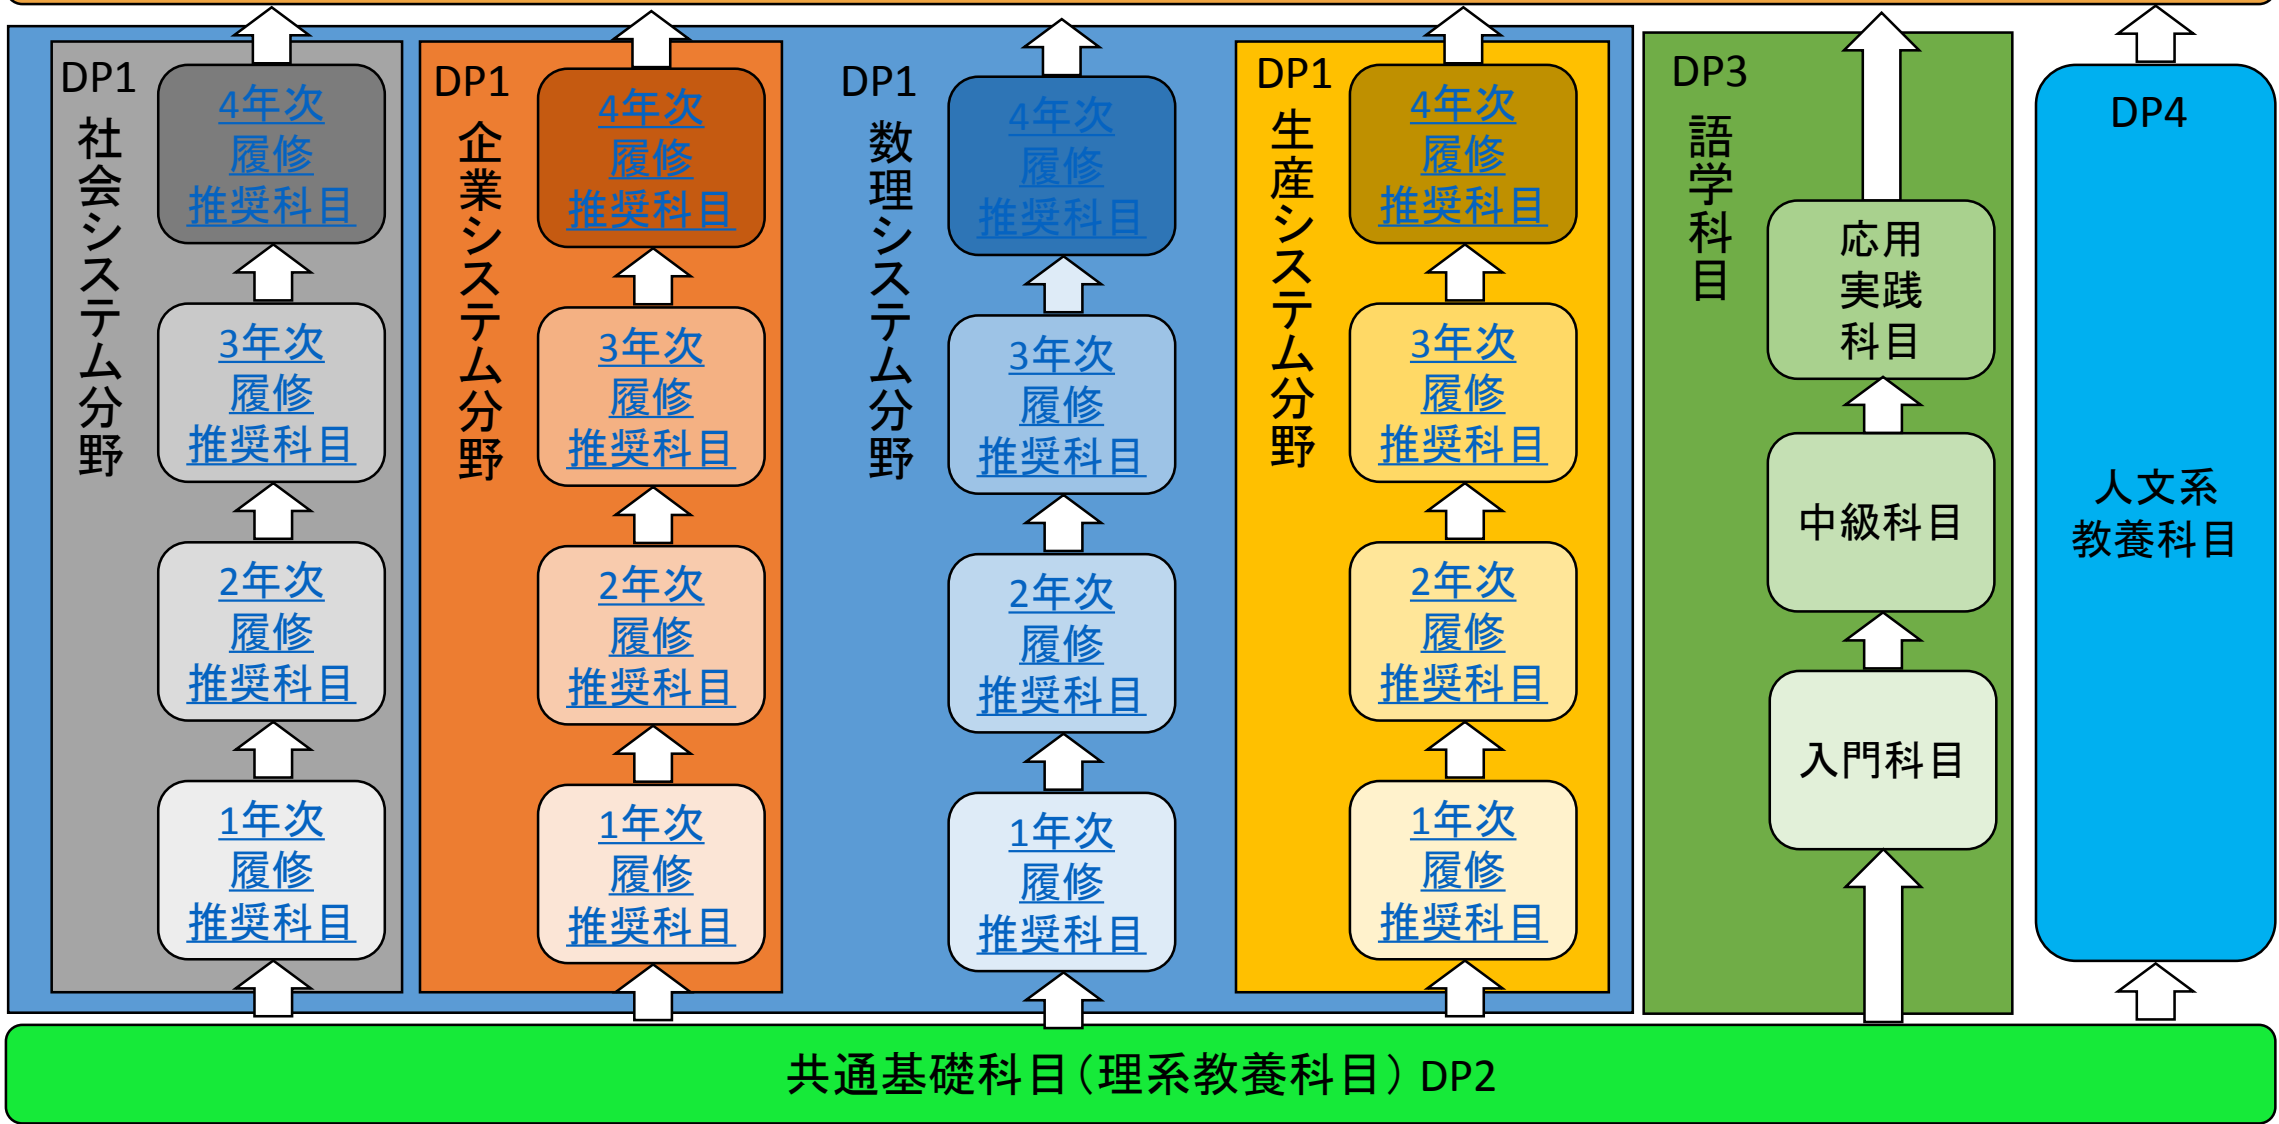 DP1
社会システム分野
4年次
履修
推奨科目
3年次
履修
推奨科目
2年次
履修
推奨科目
1年次
履修
推奨科目
DP1
企業システム分野
4年次
履修
推奨科目
3年次
履修
推奨科目
2年次
履修
推奨科目
1年次
履修
推奨科目
DP1
数理システム分野
4年次
履修
推奨科目
3年次
履修
推奨科目
2年次
履修
推奨科目
1年次
履修
推奨科目
DP1
生産システム分野
4年次
履修
推奨科目
3年次
履修
推奨科目
2年次
履修
推奨科目
1年次
履修
推奨科目
DP3
語学科目
応用
実践
科目
中級科目
入門科目
DP4
人文系
教養科目
共通基礎科目（理系教養科目）DP2